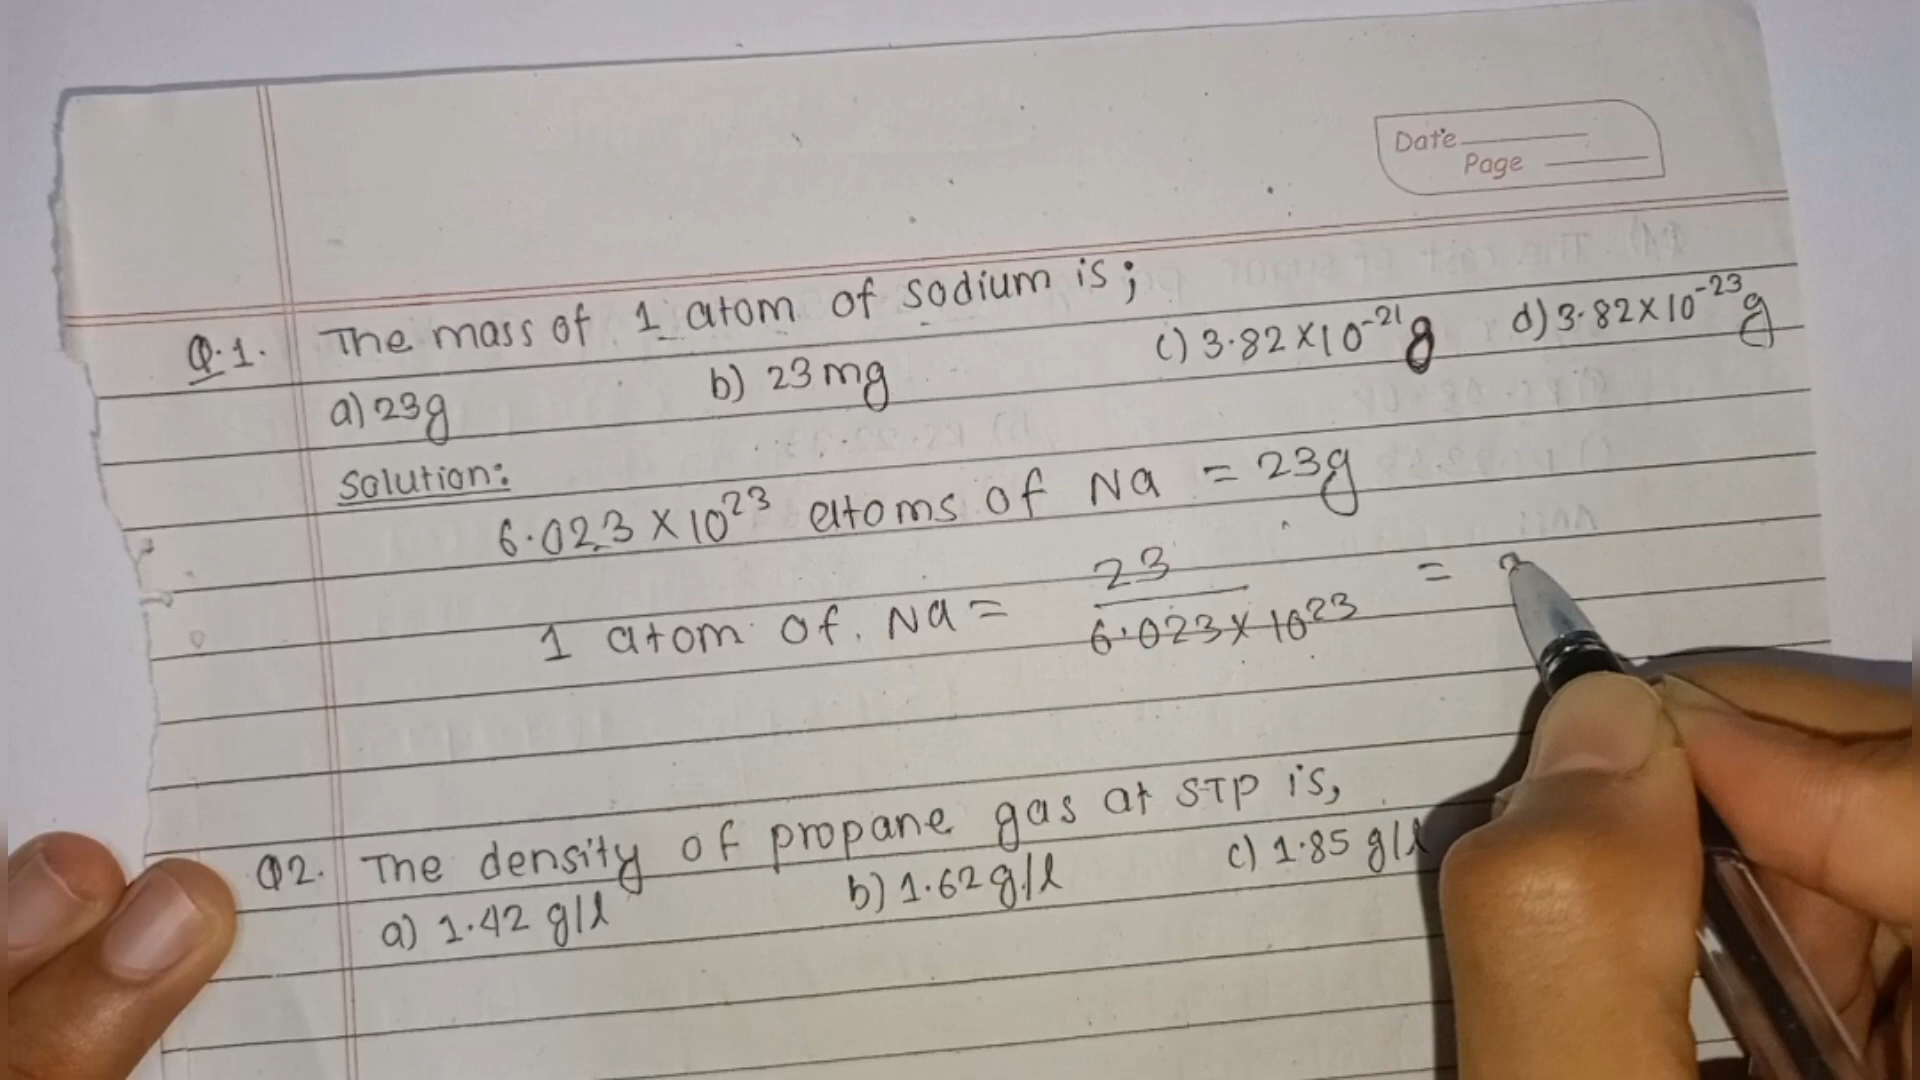 Date
Page
Q.1. The mass of 1 atom of sodium is;
a) 23g b) 23mg c) 3.82×10⁻²¹g d) 3.82×10⁻²³g
Solution:
6.023 × 10²³ atoms of Na = 23g
1 atom of Na = 23 / 6.023 × 10²³ =
Q2. The density of propane gas at STP is,
a) 1.42 g/l b) 1.62 g/l c) 1.85 g/l